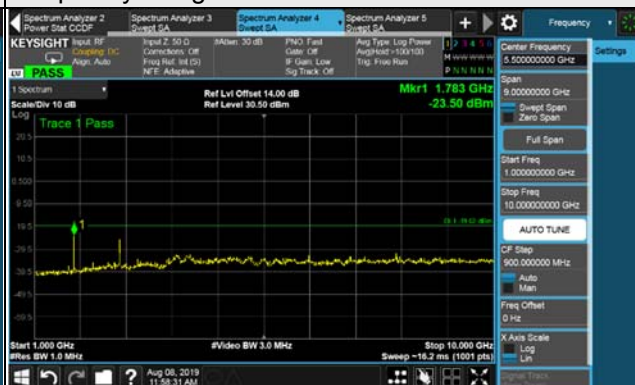 Spectrum Analyzer 2
Power Stat CCDF
Spectrum Analyzer 3
Swept SA
Spectrum Analyzer 4
Swept SA
Spectrum Analyzer 5
Swept SA
+
Frequency
KEYSIGHT
Input: RF
Coupling: DC
Align: Auto
Input Z: 50 Ω
Corrections: Off
Freq Ref: Int (S)
NFE: Adaptive
#Atten: 30 dB
PNO: Fast
Gate: Off
IF Gain: Low
Sig Track: Off
Avg Type: Log Power
Avg|Hold:>100/100
Trig: Free Run
1 2 3 4 5 6
M W W W W W
P N N N N N
PASS
1 Spectrum
Scale/Div 10 dB
Log
Ref Lvl Offset 14.00 dB
Ref Level 30.50 dBm
Mkr1 1.783 GHz
-23.50 dBm
Trace 1 Pass
20.5
10.5
0.500
-9.50
-19.5
-29.5
-39.5
-49.5
-59.5
1
Start 1.000 GHz
#Res BW 1.0 MHz
#Video BW 3.0 MHz
Stop 10.000 GHz
Sweep ~16.2 ms (1001 pts)
Aug 08, 2019
11:58:31 AM
Center Frequency
5.500000000 GHz
Settings
Span
9.00000000 GHz
Swept Span
Zero Span
Full Span
Start Freq
1.000000000 GHz
Stop Freq
10.000000000 GHz
AUTO TUNE
CF Step
900.000000 MHz
Auto
Man
Freq Offset
0 Hz
X Axis Scale
Log
Lin
Signal Track